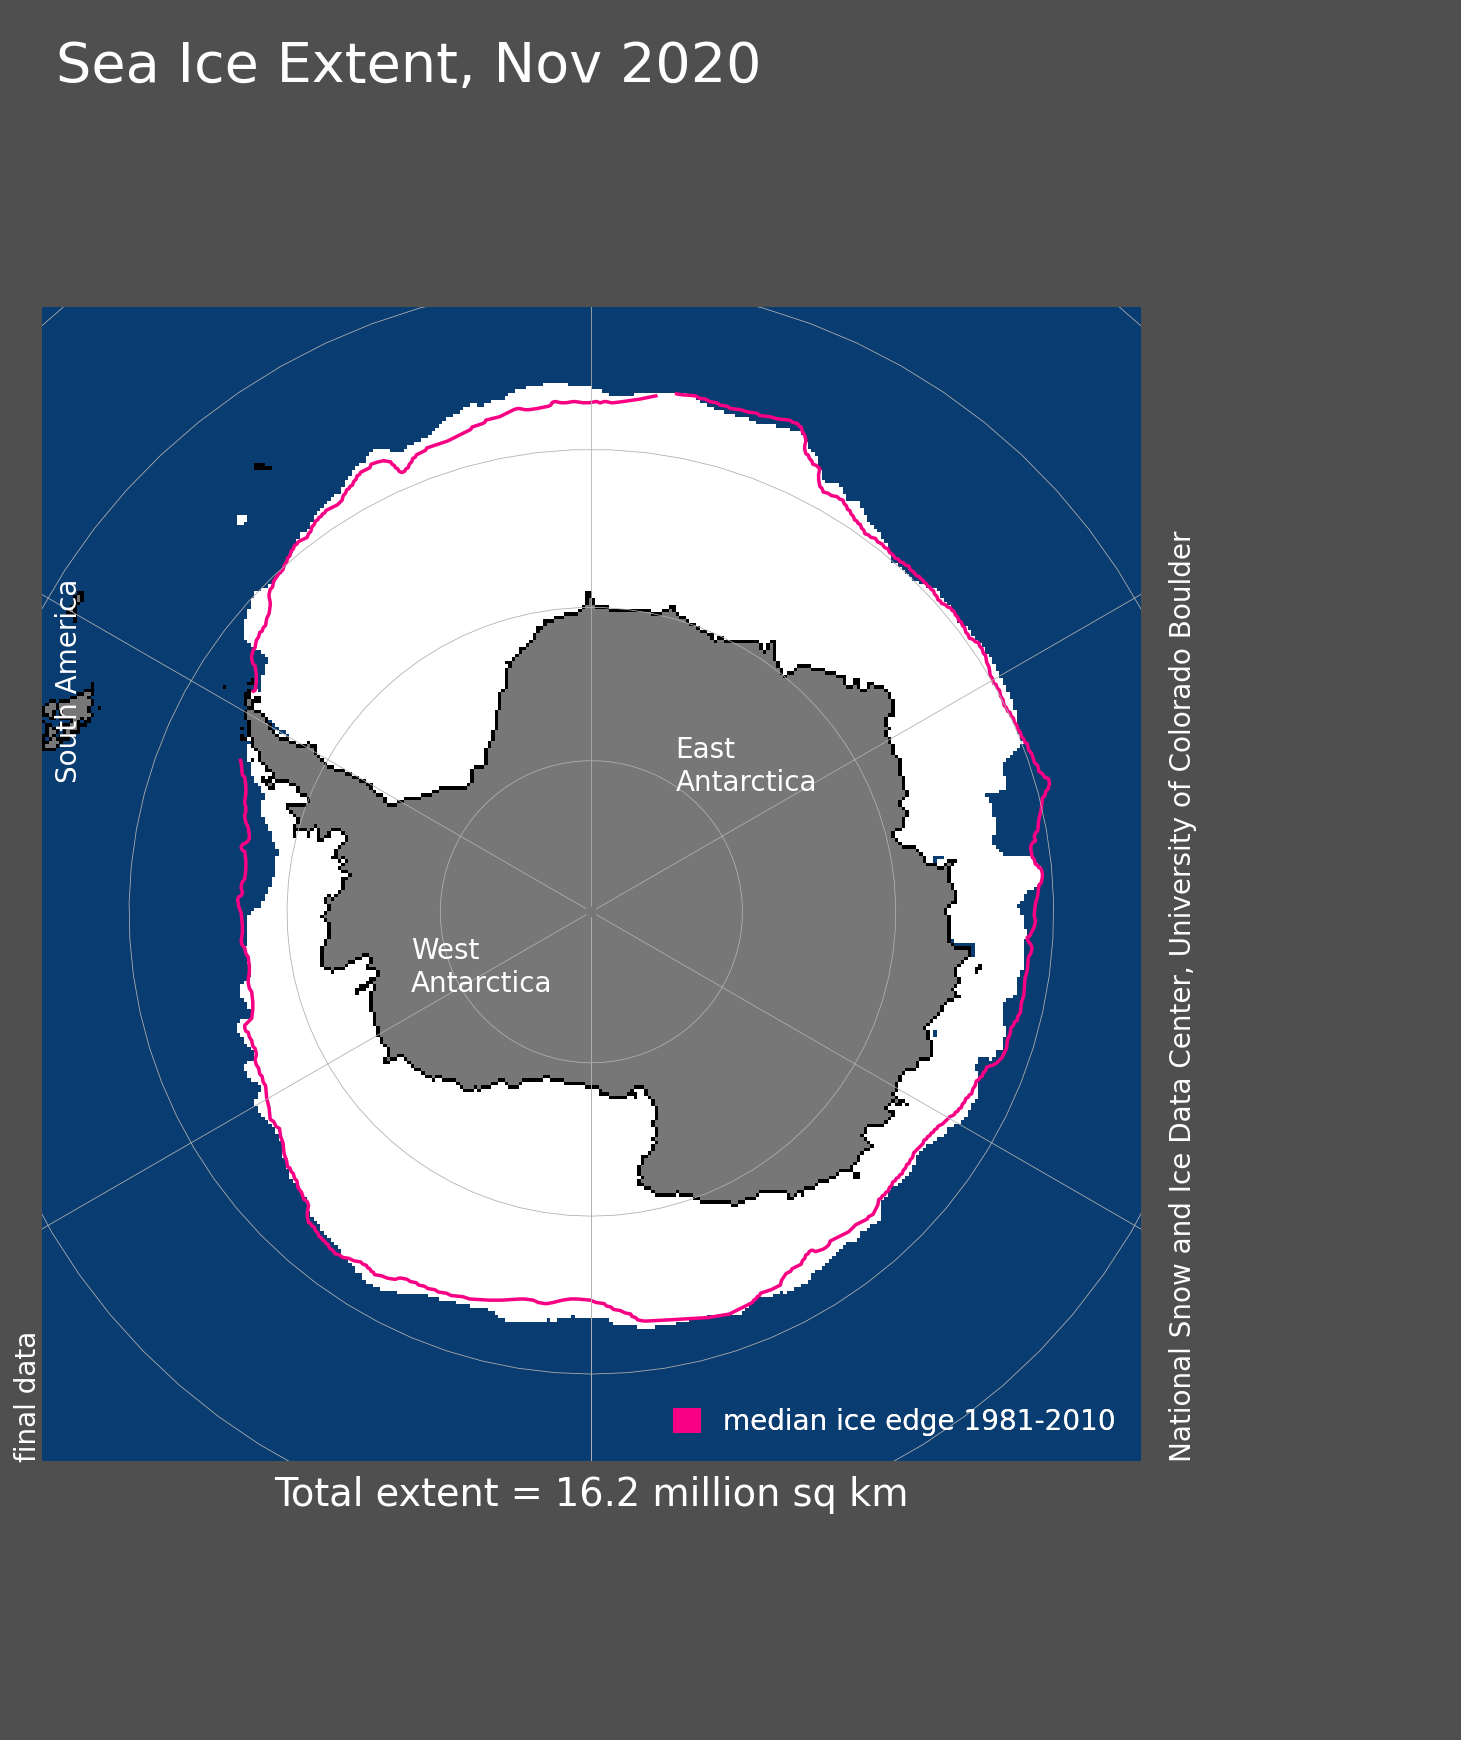 Sea Ice Extent, Nov 2020
South America
East
Antarctica
West
Antarctica
median ice edge 1981-2010
final data
National Snow and Ice Data Center, University of Colorado Boulder
Total extent = 16.2 million sq km